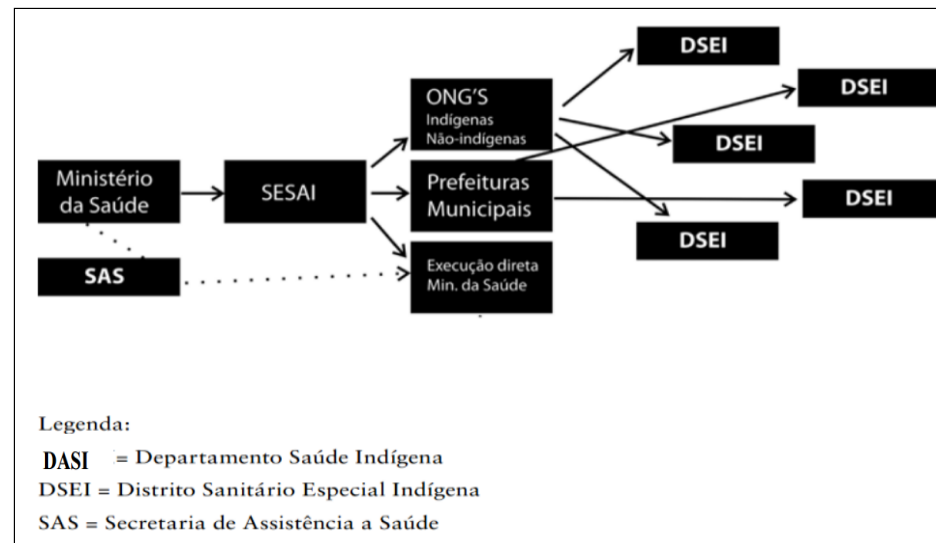 Ministério
da Saúde
SAS
SESAI
ONG'S
Indígenas
Não-indígenas
Prefeituras
Municipais
Execução direta
Min. da Saúde
DSEI
DSEI
DSEI
DSEI
DSEI
Legenda:
DASI = Departamento Saúde Indígena
DSEI = Distrito Sanitário Especial Indígena
SAS = Secretaria de Assistência a Saúde